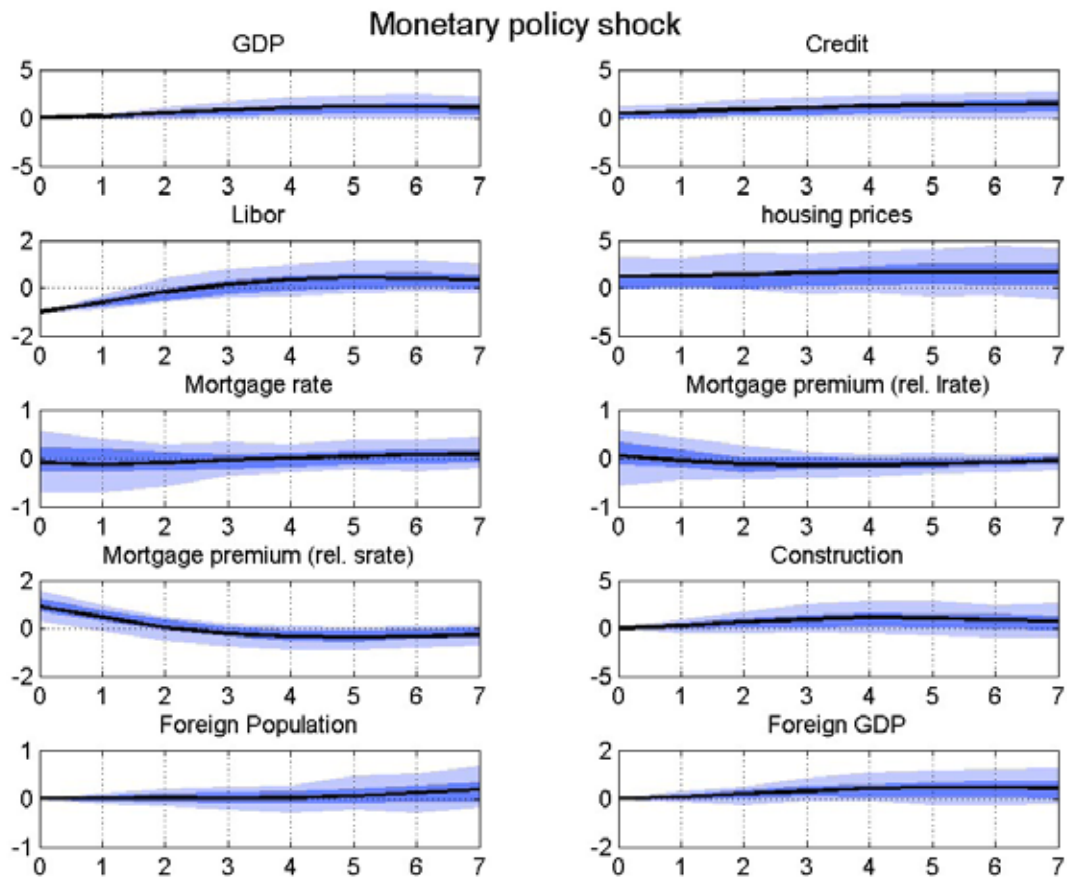 Monetary policy shock
GDP
5
0
-5
0 1 2 3 4 5 6 7
Credit
5
0
-5
0 1 2 3 4 5 6 7
Libor
2
0
-2
0 1 2 3 4 5 6 7
housing prices
5
0
-5
0 1 2 3 4 5 6 7
Mortgage rate
1
0
-1
0 1 2 3 4 5 6 7
Mortgage premium (rel. lrate)
1
0
-1
0 1 2 3 4 5 6 7
Mortgage premium (rel. srate)
2
0
-2
0 1 2 3 4 5 6 7
Construction
5
0
-5
0 1 2 3 4 5 6 7
Foreign Population
1
0
-1
0 1 2 3 4 5 6 7
Foreign GDP
2
0
-2
0 1 2 3 4 5 6 7